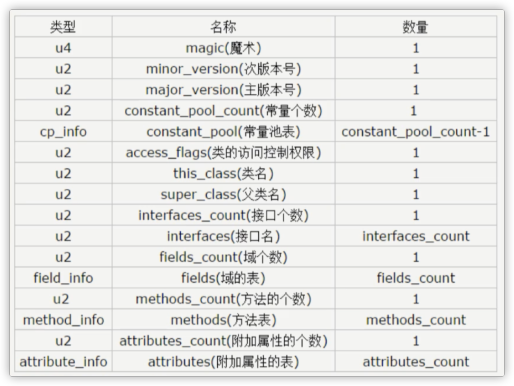 类型 名称 数量
u4 magic(魔术) 1
u2 minor_version(次版本号) 1
u2 major_version(主版本号) 1
u2 constant_pool_count(常量个数) 1
cp_info constant_pool(常量池表) constant_pool_count-1
u2 access_flags(类的访问控制权限) 1
u2 this_class(类名) 1
u2 super_class(父类名) 1
u2 interfaces_count(接口个数) 1
u2 interfaces(接口名) interfaces_count
u2 fields_count(域个数) 1
field_info fields(域的表) fields_count
u2 methods_count(方法的个数) 1
method_info methods(方法表) methods_count
u2 attributes_count(附加属性的个数) 1
attribute_info attributes(附加属性的表) attributes_count